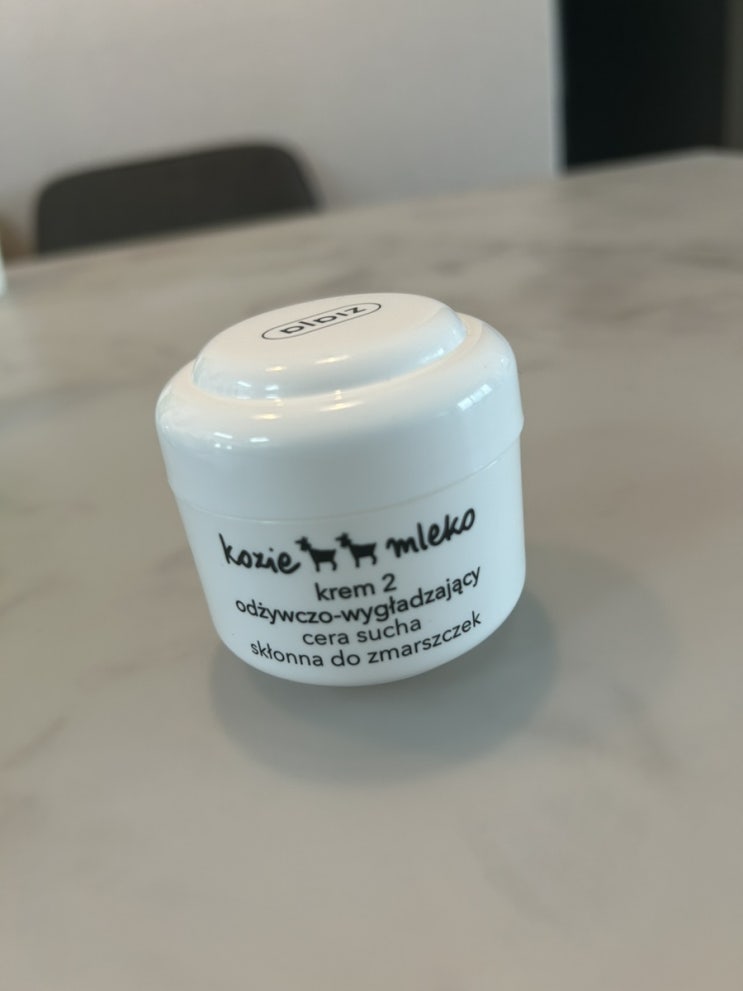 ziaja
kozie mleko
krem 2
odżywczo-wygładzający
cera sucha
skłonna do zmarszczek